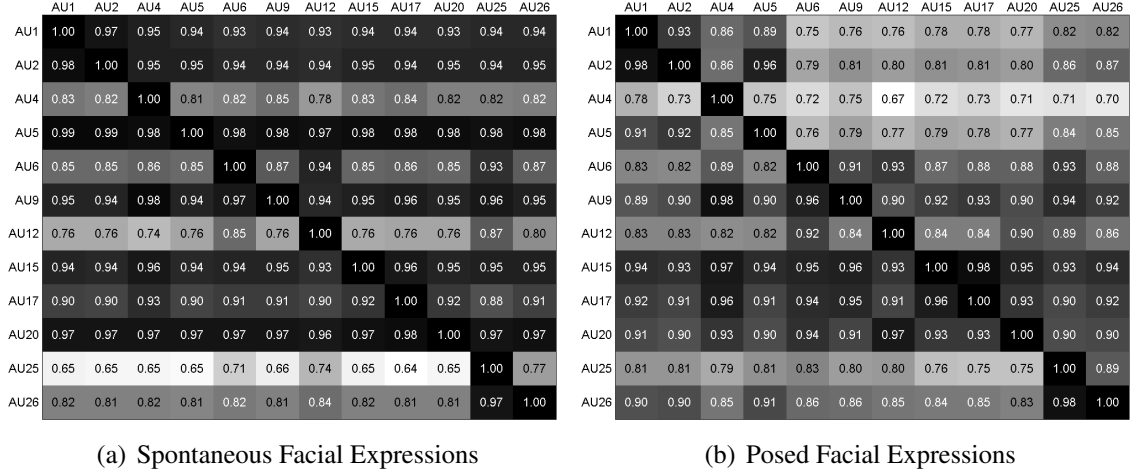 AU1 AU2 AU4 AU5 AU6 AU9 AU12 AU15 AU17 AU20 AU25 AU26
AU1 1.00 0.97 0.95 0.94 0.93 0.94 0.93 0.94 0.94 0.93 0.94 0.94
AU2 0.98 1.00 0.95 0.95 0.94 0.94 0.94 0.94 0.95 0.94 0.94 0.95
AU4 0.83 0.82 1.00 0.81 0.82 0.85 0.78 0.83 0.84 0.82 0.82 0.82
AU5 0.99 0.99 0.98 1.00 0.98 0.98 0.97 0.98 0.98 0.98 0.98 0.98
AU6 0.85 0.85 0.86 0.85 1.00 0.87 0.94 0.85 0.86 0.85 0.93 0.87
AU9 0.95 0.94 0.98 0.94 0.97 1.00 0.94 0.95 0.96 0.95 0.96 0.95
AU12 0.76 0.76 0.74 0.76 0.85 0.76 1.00 0.76 0.76 0.76 0.87 0.80
AU15 0.94 0.94 0.96 0.94 0.94 0.95 0.93 1.00 0.96 0.95 0.95 0.95
AU17 0.90 0.90 0.93 0.90 0.91 0.91 0.90 0.92 1.00 0.92 0.88 0.91
AU20 0.97 0.97 0.97 0.97 0.97 0.97 0.96 0.97 0.98 1.00 0.97 0.97
AU25 0.65 0.65 0.65 0.65 0.71 0.66 0.74 0.65 0.64 0.65 1.00 0.77
AU26 0.82 0.81 0.82 0.81 0.82 0.81 0.84 0.82 0.81 0.81 0.97 1.00
(a) Spontaneous Facial Expressions
AU1 AU2 AU4 AU5 AU6 AU9 AU12 AU15 AU17 AU20 AU25 AU26
AU1 1.00 0.93 0.86 0.89 0.75 0.76 0.76 0.78 0.78 0.77 0.82 0.82
AU2 0.98 1.00 0.86 0.96 0.79 0.81 0.80 0.81 0.81 0.80 0.86 0.87
AU4 0.78 0.73 1.00 0.75 0.72 0.75 0.67 0.72 0.73 0.71 0.71 0.70
AU5 0.91 0.92 0.85 1.00 0.76 0.79 0.77 0.79 0.78 0.77 0.84 0.85
AU6 0.83 0.82 0.89 0.82 1.00 0.91 0.93 0.87 0.88 0.88 0.93 0.88
AU9 0.89 0.90 0.98 0.90 0.96 1.00 0.90 0.92 0.93 0.90 0.94 0.92
AU12 0.83 0.83 0.82 0.82 0.92 0.84 1.00 0.84 0.84 0.90 0.89 0.86
AU15 0.94 0.93 0.97 0.94 0.95 0.96 0.93 1.00 0.98 0.95 0.93 0.94
AU17 0.92 0.91 0.96 0.91 0.94 0.95 0.91 0.96 1.00 0.93 0.90 0.92
AU20 0.91 0.90 0.93 0.90 0.94 0.91 0.97 0.93 0.93 1.00 0.90 0.90
AU25 0.81 0.81 0.79 0.81 0.83 0.80 0.80 0.76 0.75 0.75 1.00 0.89
AU26 0.90 0.90 0.85 0.91 0.86 0.86 0.85 0.84 0.85 0.83 0.98 1.00
(b) Posed Facial Expressions